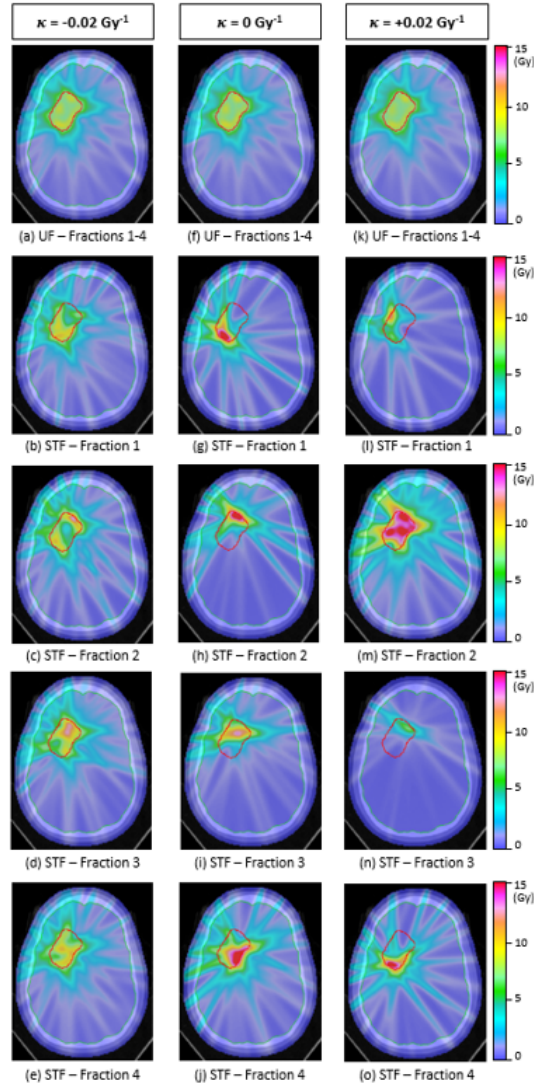 κ = -0.02 Gy⁻¹ κ = 0 Gy⁻¹ κ = +0.02 Gy⁻¹
15
(Gy)
10
5
0
(a) UF – Fractions 1-4 (f) UF – Fractions 1-4 (k) UF – Fractions 1-4
15
(Gy)
10
5
0
(b) STF – Fraction 1 (g) STF – Fraction 1 (l) STF – Fraction 1
15
(Gy)
10
5
0
(c) STF – Fraction 2 (h) STF – Fraction 2 (m) STF – Fraction 2
15
(Gy)
10
5
0
(d) STF – Fraction 3 (i) STF – Fraction 3 (n) STF – Fraction 3
15
(Gy)
10
5
0
(e) STF – Fraction 4 (j) STF – Fraction 4 (o) STF – Fraction 4